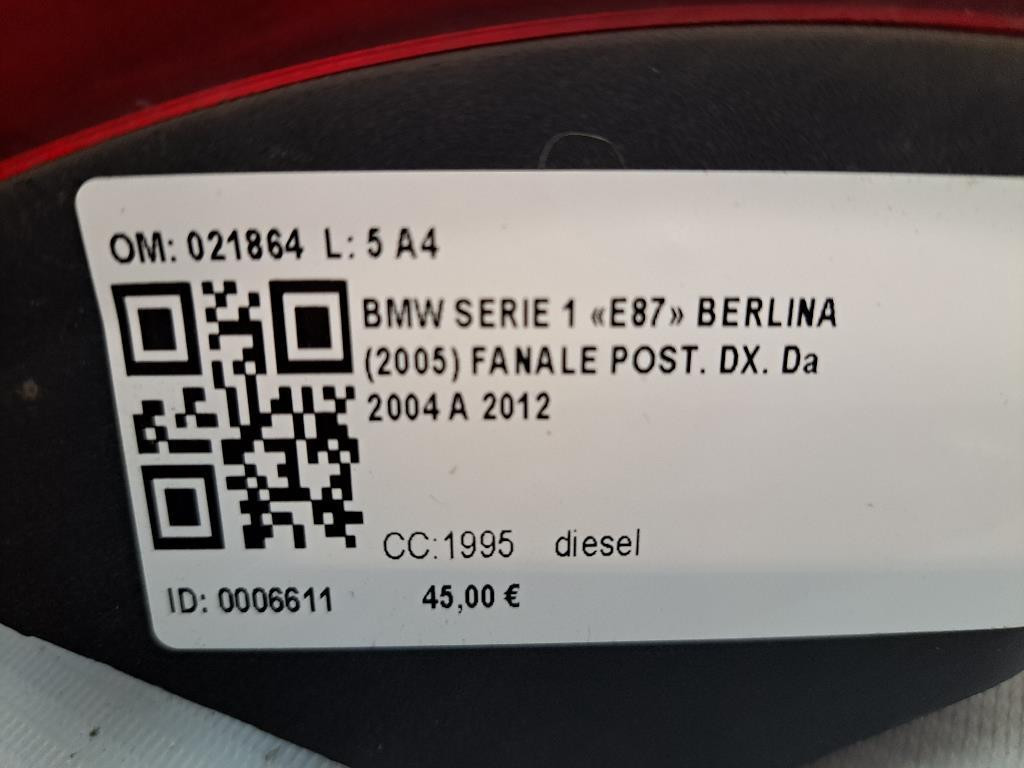 OM: 021864 L: 5 A4
BMW SERIE 1 «E87» BERLINA
(2005) FANALE POST. DX. Da
2004 A 2012
CC:1995 diesel
ID: 0006611 45,00 €